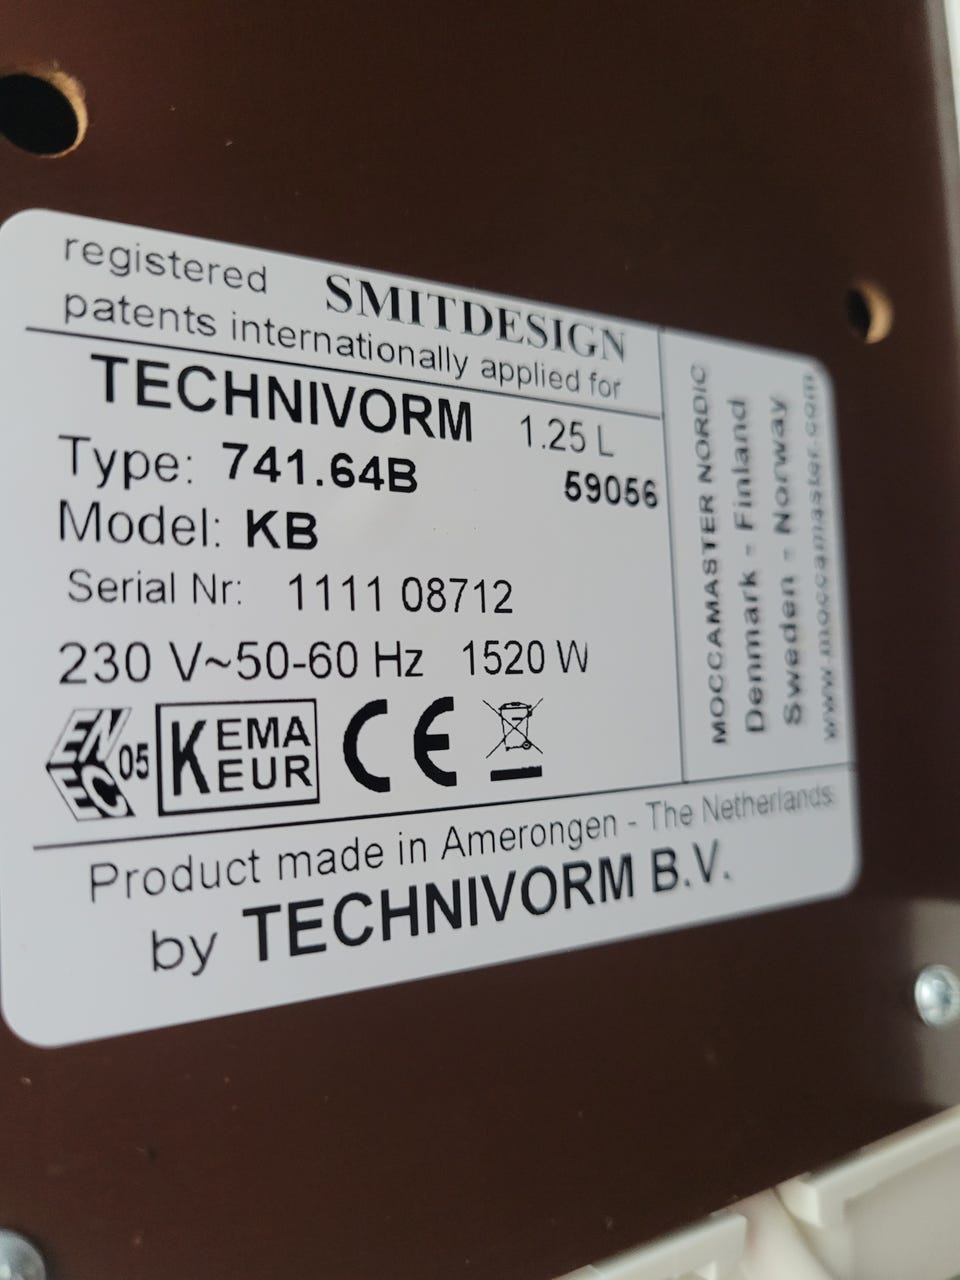 registered SMITDESIGN
patents internationally applied for
TECHNIVORM 1.25 L
Type: 741.64B 59056
Model: KB
Serial Nr: 1111 08712
230 V~50-60 Hz 1520 W
ENEC 05 KEMA KEUR CE
MOCCAMASTER NORDIC
Denmark - Finland
Sweden - Norway
www.moccamaster.com
Product made in Amerongen - The Netherlands
by TECHNIVORM B.V.